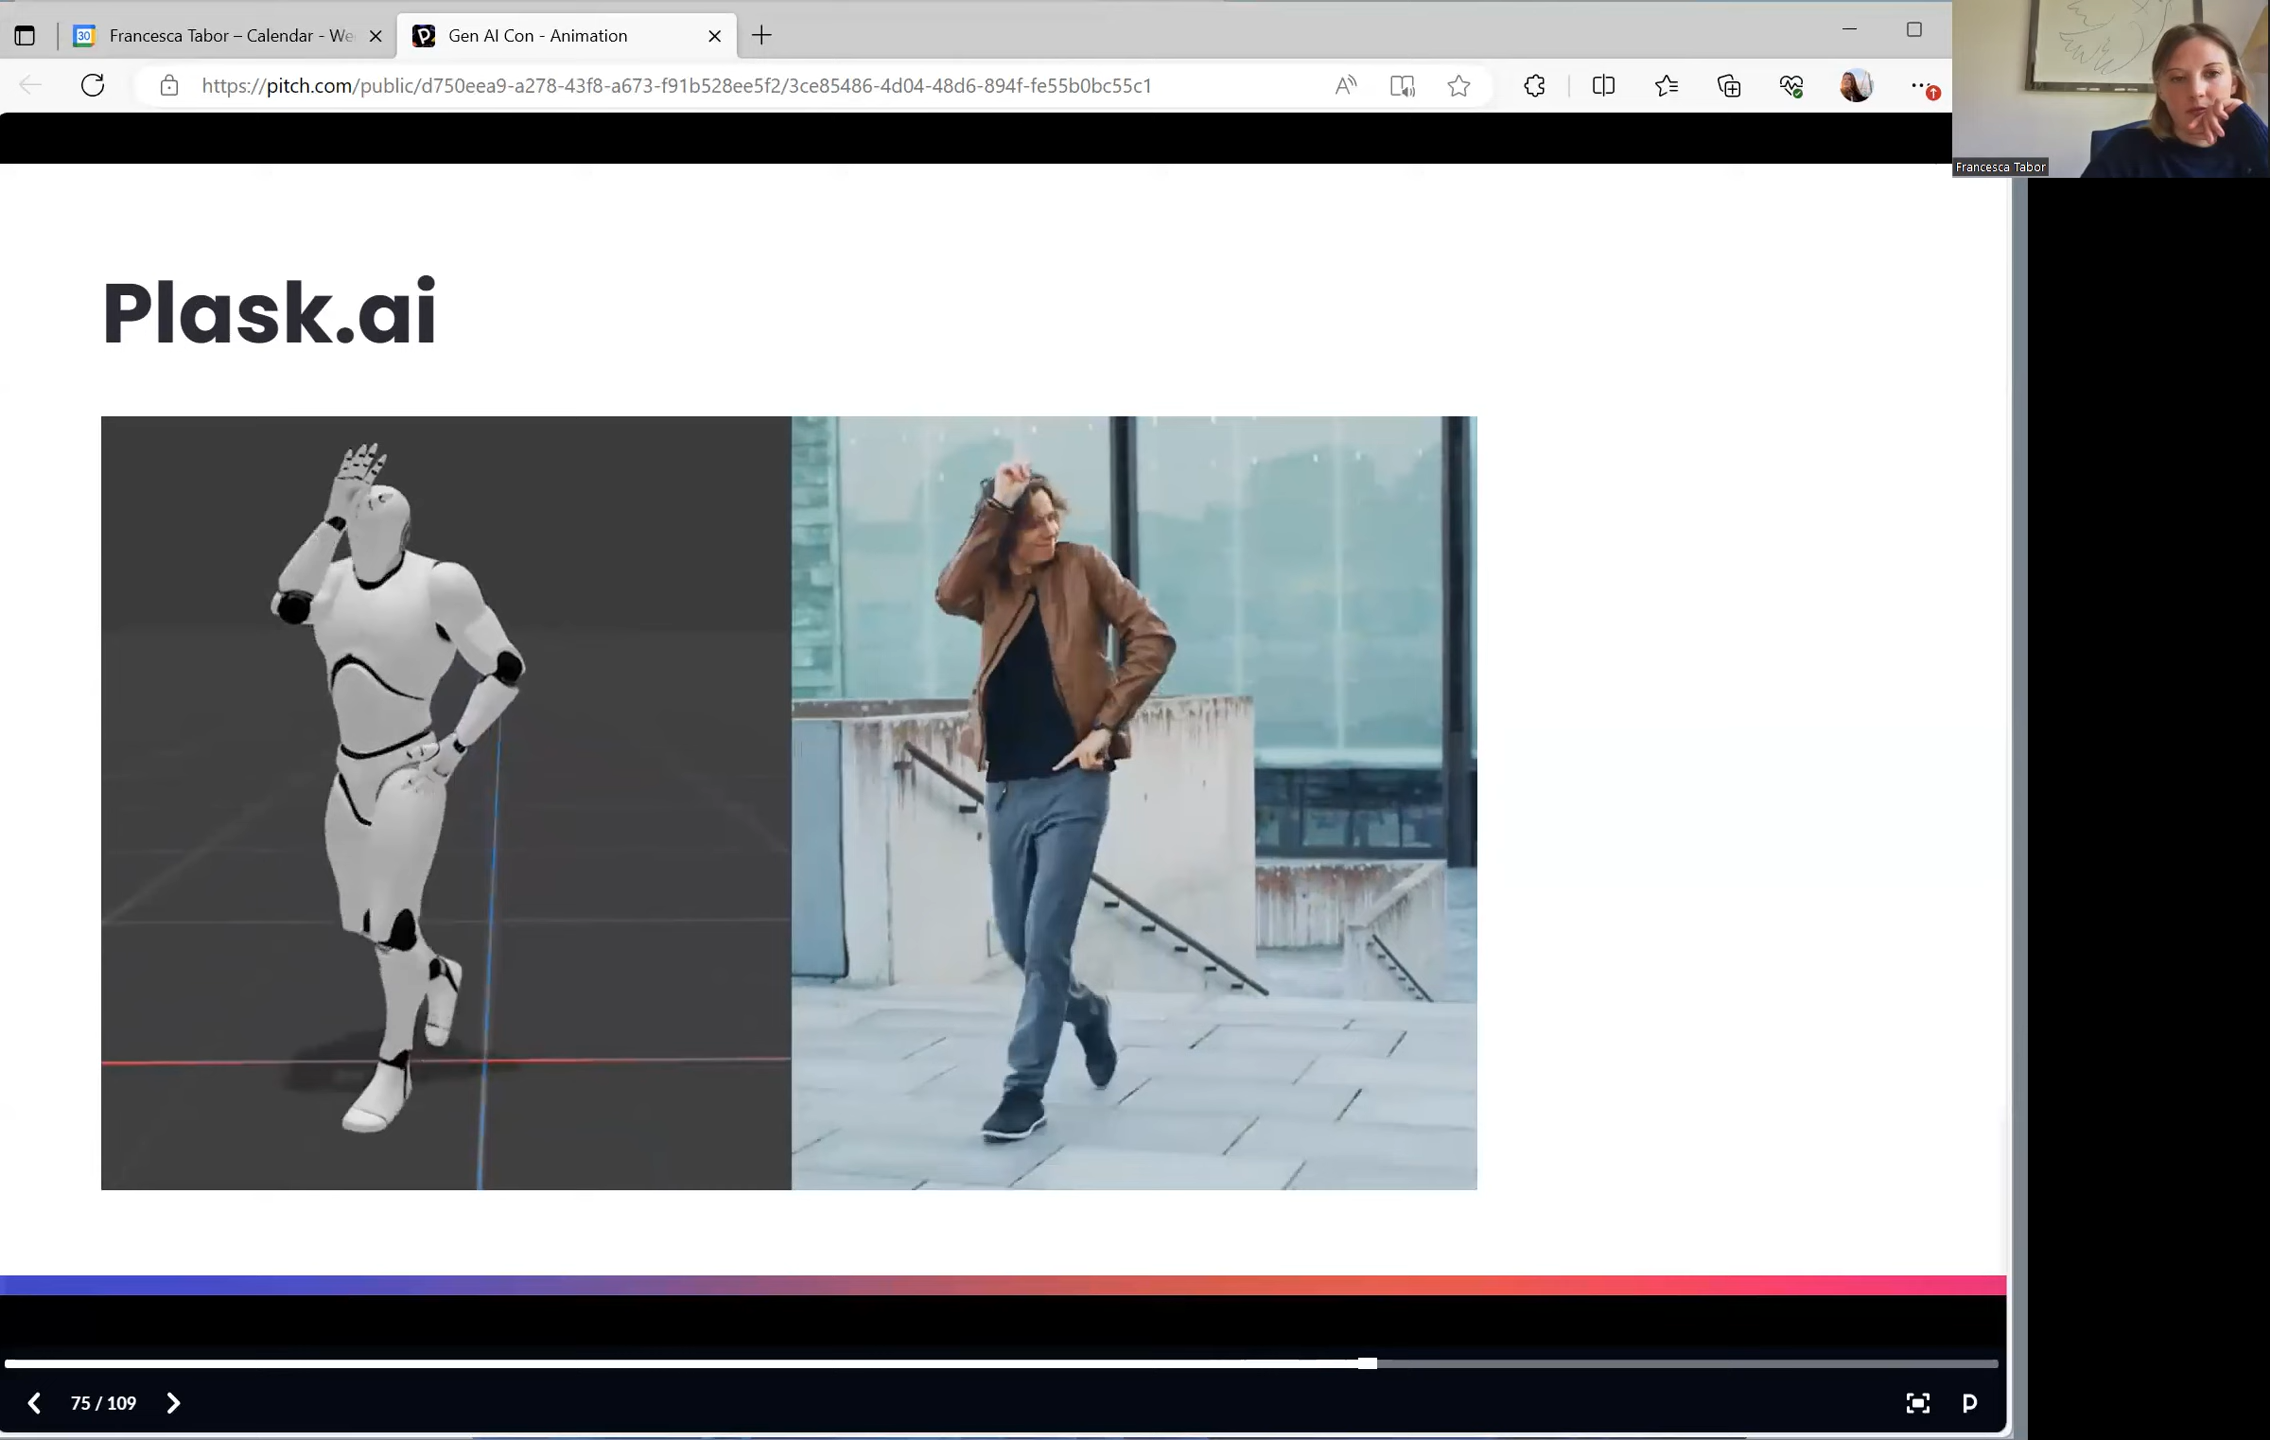 30 Francesca Tabor – Calendar - We
Gen AI Con - Animation
https://pitch.com/public/d750eea9-a278-43f8-a673-f91b528ee5f2/3ce85486-4d04-48d6-894f-fe55b0bc55c1
Francesca Tabor
Plask.ai
75 / 109